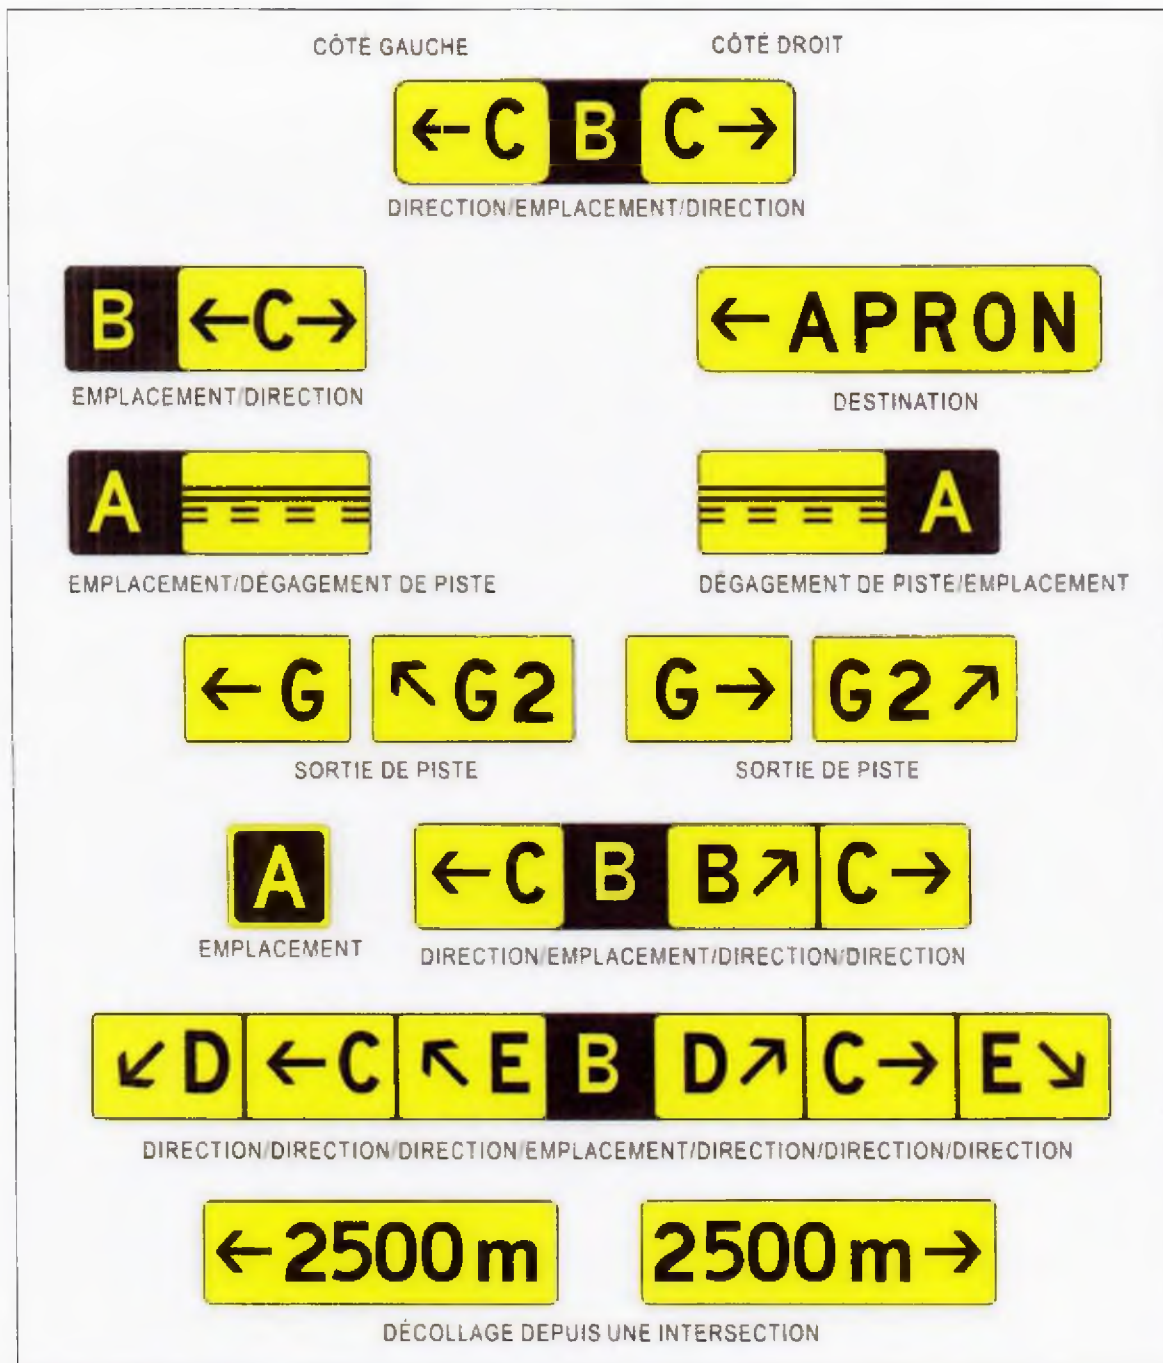 CÔTÉ GAUCHE CÔTÉ DROIT
←C B C→
DIRECTION/EMPLACEMENT/DIRECTION
B ←C→ ←APRON
EMPLACEMENT/DIRECTION DESTINATION
A A
EMPLACEMENT/DÉGAGEMENT DE PISTE DÉGAGEMENT DE PISTE/EMPLACEMENT
←G ↖G2 G→ G2↗
SORTIE DE PISTE SORTIE DE PISTE
A ←C B B↗ C→
EMPLACEMENT DIRECTION/EMPLACEMENT/DIRECTION/DIRECTION
↙D ←C ↖E B D↗ C→ E↘
DIRECTION/DIRECTION/DIRECTION/EMPLACEMENT/DIRECTION/DIRECTION/DIRECTION
←2500m 2500m→
DÉCOLLAGE DEPUIS UNE INTERSECTION